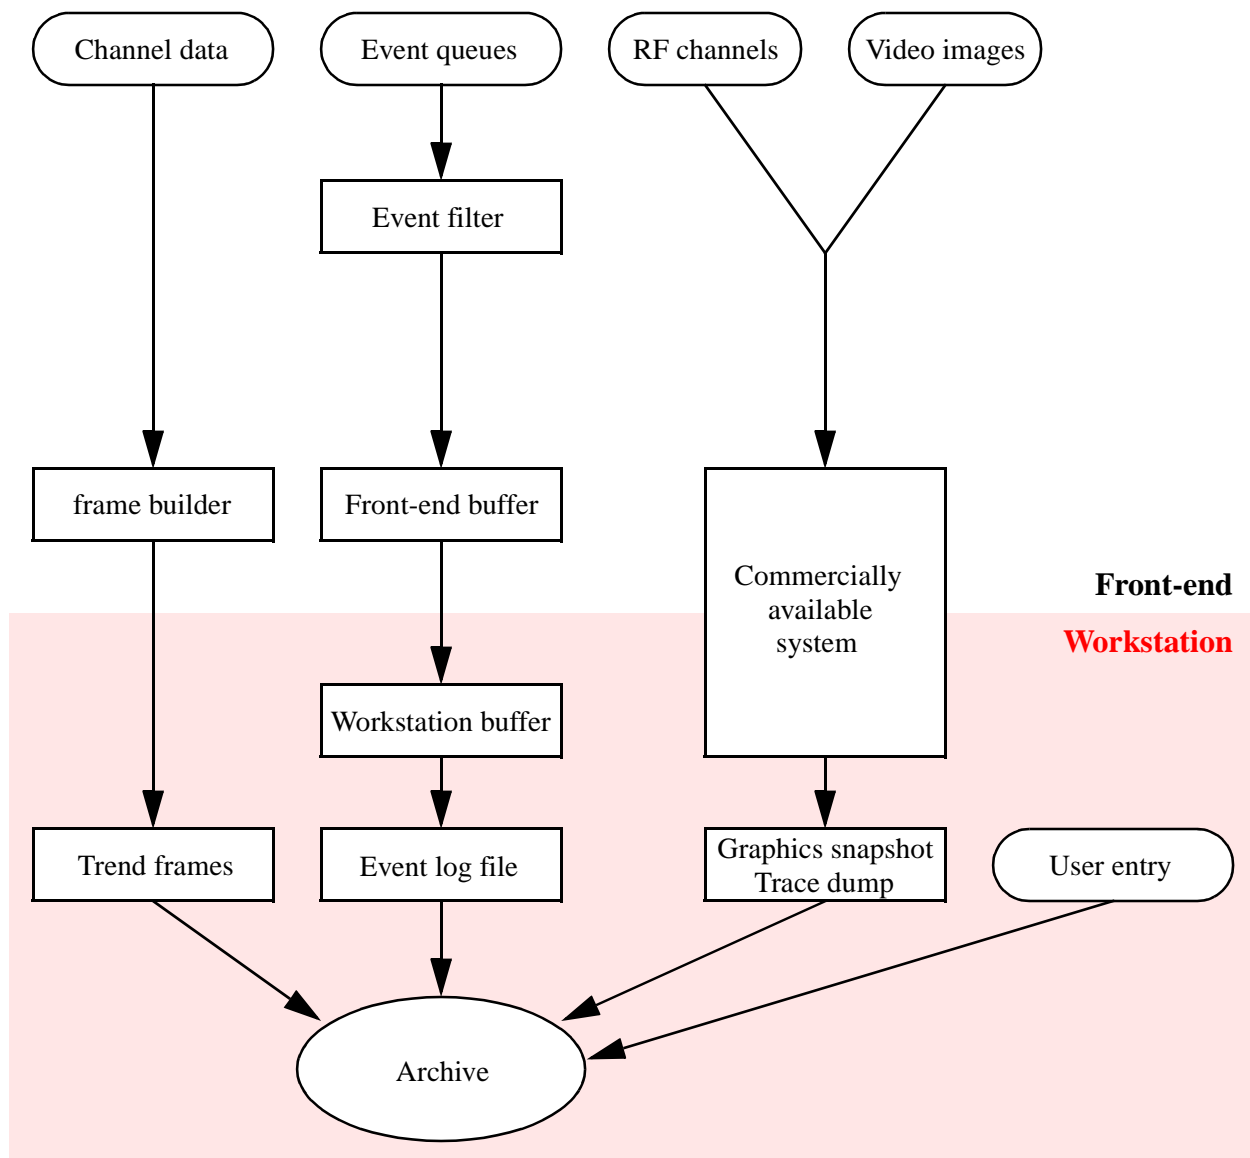 Channel data
Event queues
RF channels
Video images
Event filter
frame builder
Front-end buffer
Commercially
available
system
Front-end
Workstation
Workstation buffer
Trend frames
Event log file
Graphics snapshot
Trace dump
User entry
Archive